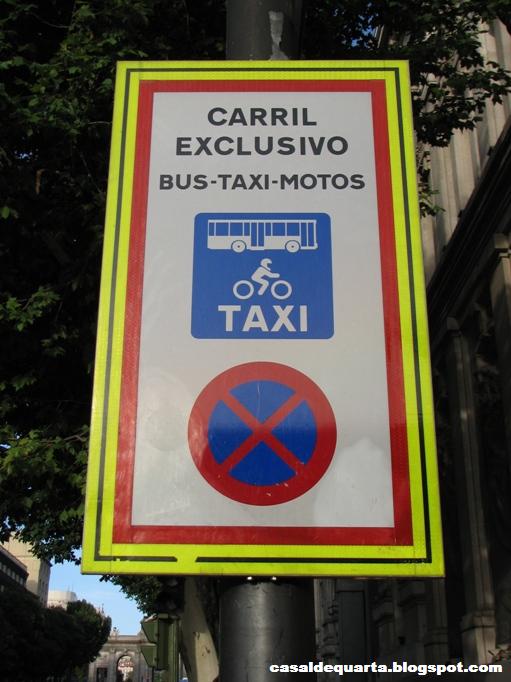 CARRIL
EXCLUSIVO
BUS-TAXI-MOTOS
TAXI
casaldequarta.blogspot.com